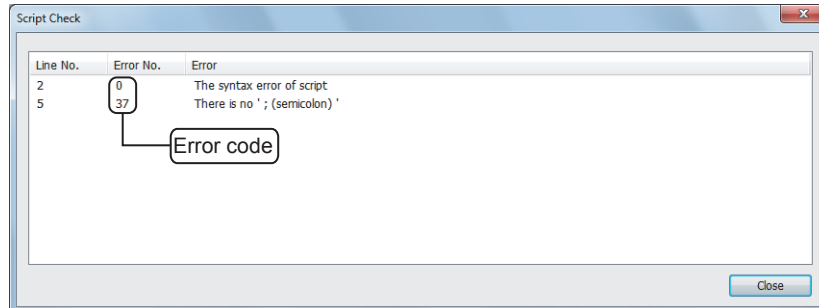 Script Check
Line No. Error No. Error
2 0 The syntax error of script
5 37 There is no ' ; (semicolon) '
Error code
Close